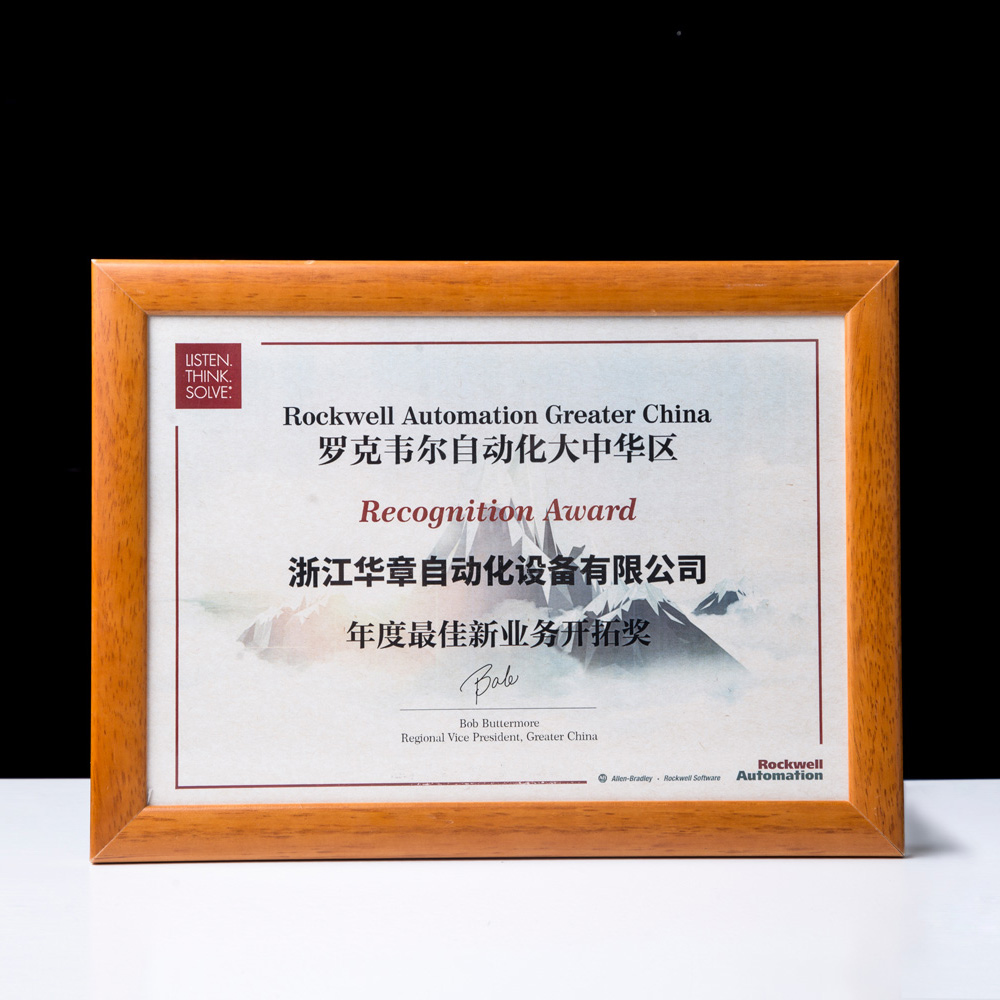 LISTEN.
THINK.
SOLVE.
Rockwell Automation Greater China
罗克韦尔自动化大中华区
Recognition Award
浙江华章自动化设备有限公司
年度最佳新业务开拓奖
Bob
Bob Buttermore
Regional Vice President, Greater China
Allen-Bradley • Rockwell Software
Rockwell
Automation